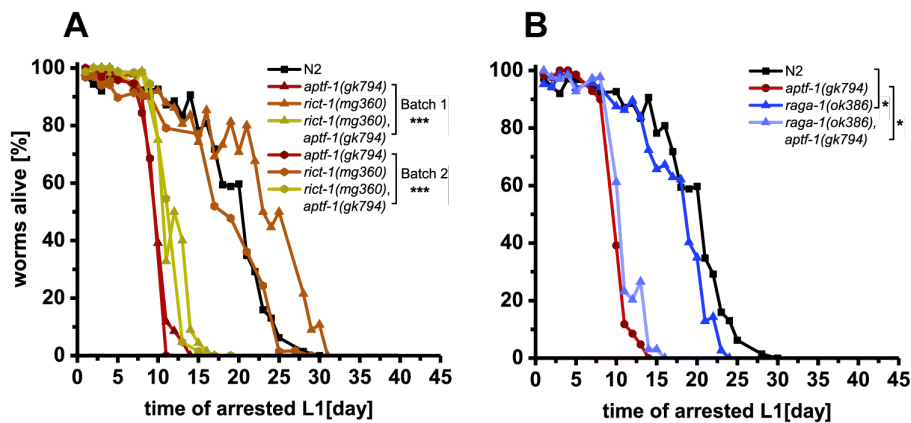 A
worms alive [%]
100
80
60
40
20
0
0 5 10 15 20 25 30 35 40 45
time of arrested L1[day]
N2
aptf-1(gk794)
rict-1(mg360)
rict-1(mg360),
aptf-1(gk794)
Batch 1
***
aptf-1(gk794)
rict-1(mg360)
rict-1(mg360),
aptf-1(gk794)
Batch 2
***
B
100
80
60
40
20
0
0 5 10 15 20 25 30 35 40 45
time of arrested L1[day]
N2
aptf-1(gk794)
raga-1(ok386)
raga-1(ok386),
aptf-1(gk794)
*
*